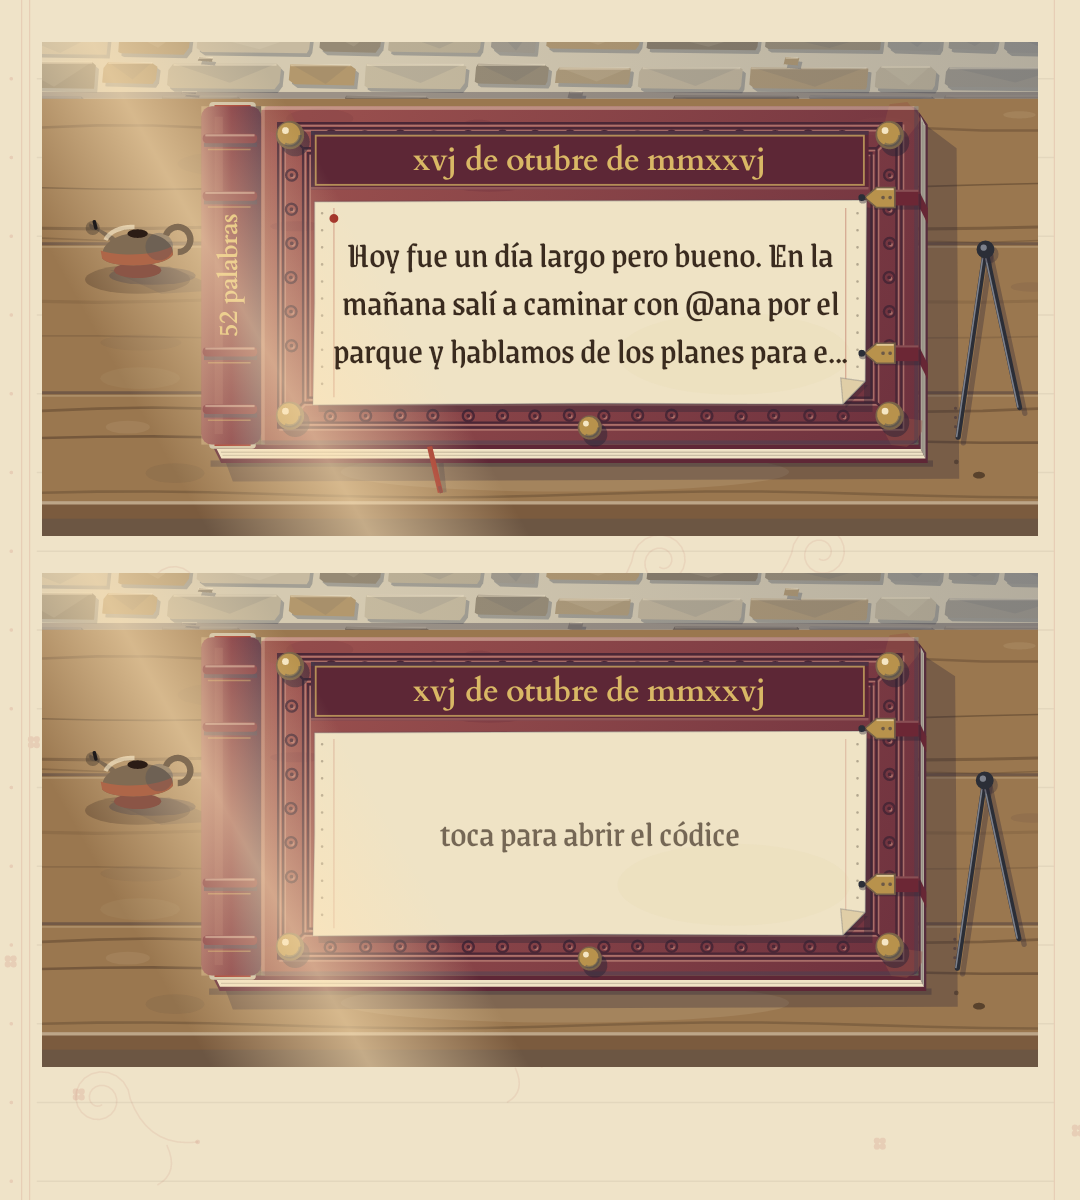 xvj de otubre de mmxxvj
52 palabras
Hoy fue un día largo pero bueno. En la
mañana salí a caminar con @ana por el
parque y hablamos de los planes para e...
xvj de otubre de mmxxvj
toca para abrir el códice